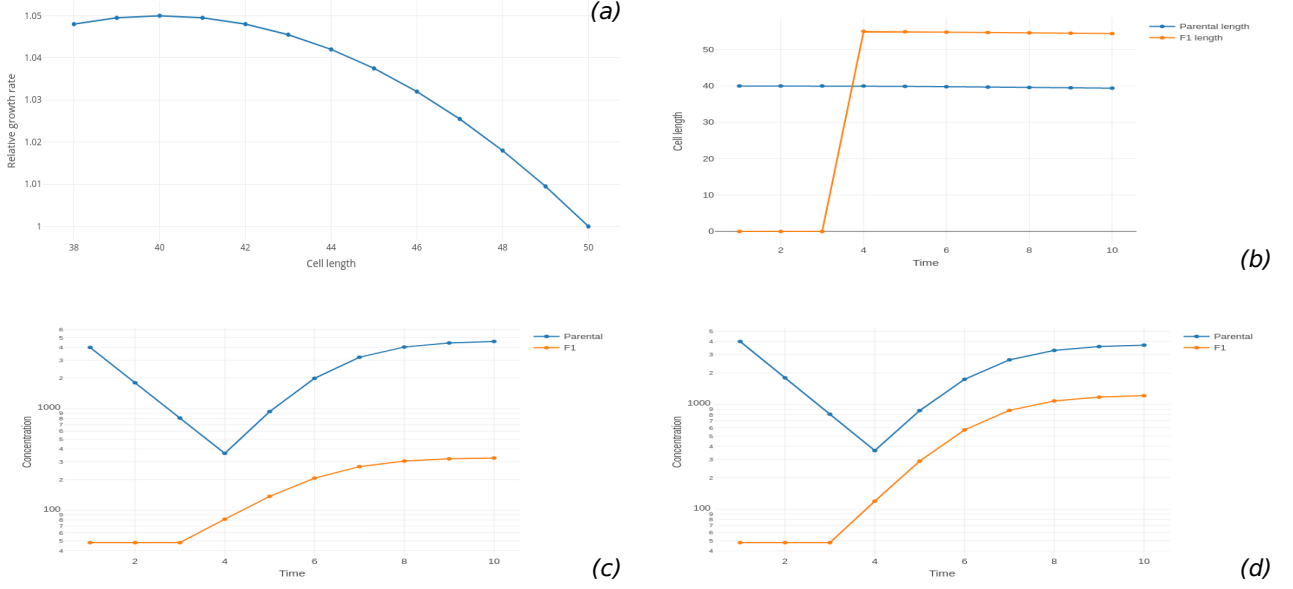 (a)
1.05
1.04
1.03
1.02
1.01
1
Relative growth rate
38 40 42 44 46 48 50
Cell length
Parental length
F1 length
50
40
30
20
10
0
Cell length
2 4 6 8 10
Time
(b)
6
5
4
3
2
1000
9
8
7
6
5
4
3
2
100
9
8
7
6
5
4
Concentration
2 4 6 8 10
Time
Parental
F1
(c)
5
4
3
2
1000
9
8
7
6
5
4
3
2
100
9
8
7
6
5
4
Concentration
2 4 6 8 10
Time
Parental
F1
(d)